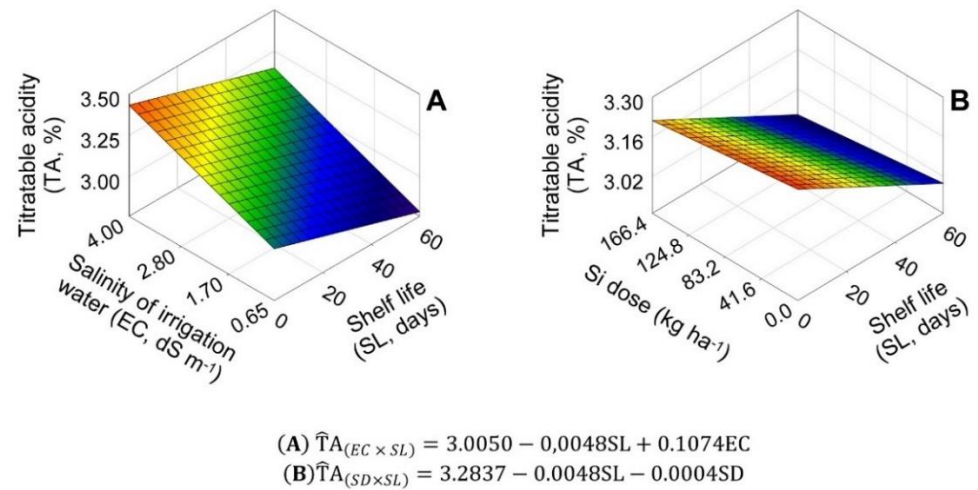 A
Titratable acidity
(TA, %)
3.50
3.25
3.00
4.00
2.80
1.70
0.65
Salinity of irrigation
water (EC, dS m⁻¹)
0
20
40
60
Shelf life
(SL, days)
B
Titratable acidity
(TA, %)
3.30
3.16
3.02
166.4
124.8
83.2
41.6
0.0
Si dose (kg ha⁻¹)
0
20
40
60
Shelf life
(SL, days)
(A) T̂A(EC × SL) = 3.0050 − 0,0048SL + 0.1074EC
(B)T̂A(SD×SL) = 3.2837 − 0.0048SL − 0.0004SD